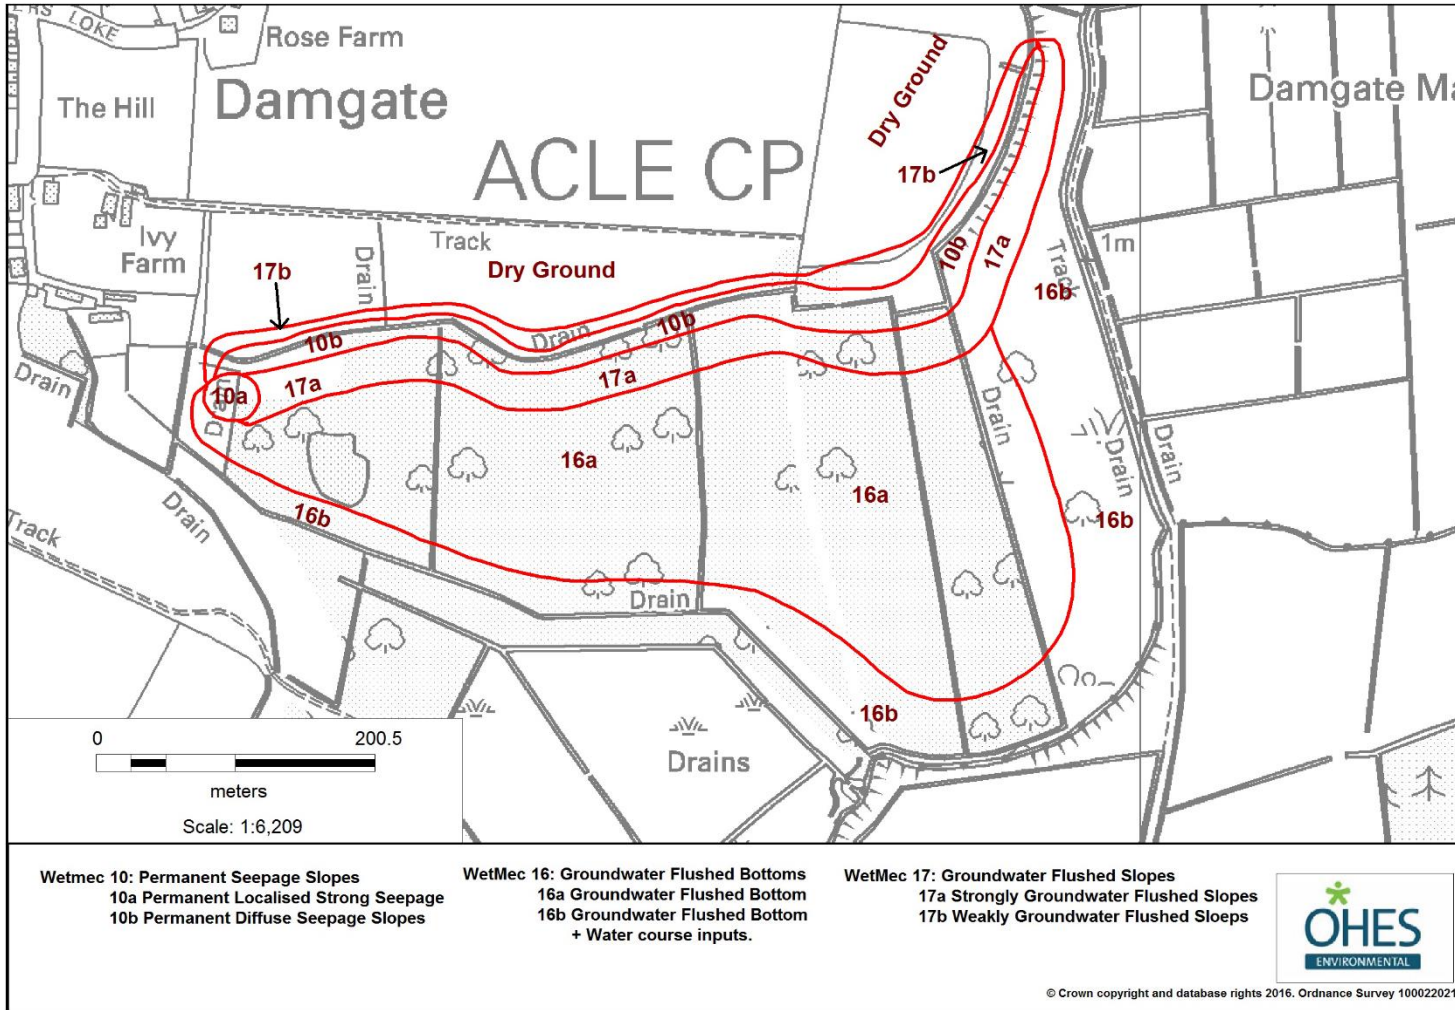 ERS LOKE
Rose Farm
The Hill
Damgate
ACLE CP
Dry Ground
Damgate Ma
17b
Ivy
Farm
Drain
Track
Dry Ground
17b
10b
17a
Track
1m
16b
Drain
10b
10b
Drain
10a
Drain
17a
17a
Drain
Drain
Drain
16a
16a
16b
16b
Track
Drain
Drain
16b
Drains
0 200.5
meters
Scale: 1:6,209
Wetmec 10: Permanent Seepage Slopes
10a Permanent Localised Strong Seepage
10b Permanent Diffuse Seepage Slopes
WetMec 16: Groundwater Flushed Bottoms
16a Groundwater Flushed Bottom
16b Groundwater Flushed Bottom
+ Water course inputs.
WetMec 17: Groundwater Flushed Slopes
17a Strongly Groundwater Flushed Slopes
17b Weakly Groundwater Flushed Sloeps
OHES
ENVIRONMENTAL
© Crown copyright and database rights 2016. Ordnance Survey 100022021